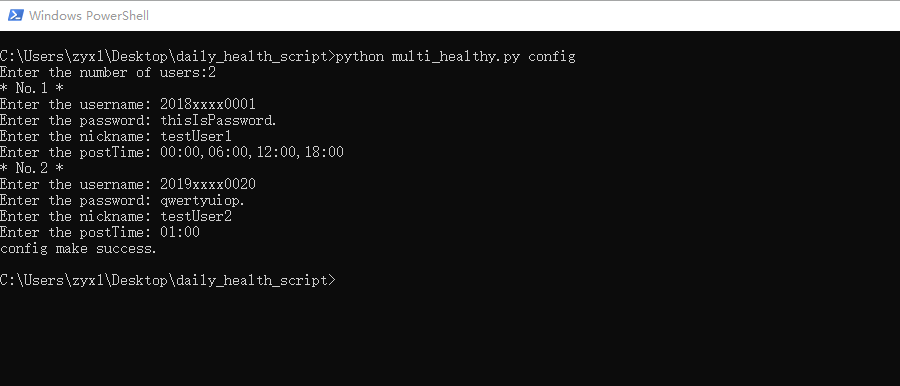 Windows PowerShell
C:\Users\zyxl\Desktop\daily_health_script>python multi_healthy.py config
Enter the number of users:2
* No.1 *
Enter the username: 2018xxxx0001
Enter the password: thisIsPassword.
Enter the nickname: testUser1
Enter the postTime: 00:00,06:00,12:00,18:00
* No.2 *
Enter the username: 2019xxxx0020
Enter the password: qwertyuiop.
Enter the nickname: testUser2
Enter the postTime: 01:00
config make success.
C:\Users\zyxl\Desktop\daily_health_script>